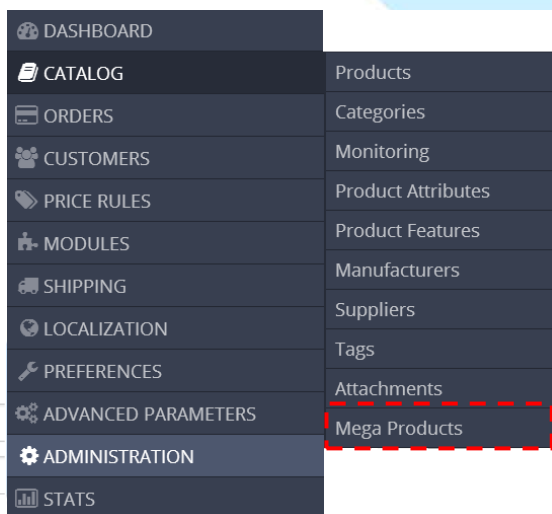 DASHBOARD
CATALOG
ORDERS
CUSTOMERS
PRICE RULES
MODULES
SHIPPING
LOCALIZATION
PREFERENCES
ADVANCED PARAMETERS
ADMINISTRATION
STATS
Products
Categories
Monitoring
Product Attributes
Product Features
Manufacturers
Suppliers
Tags
Attachments
Mega Products